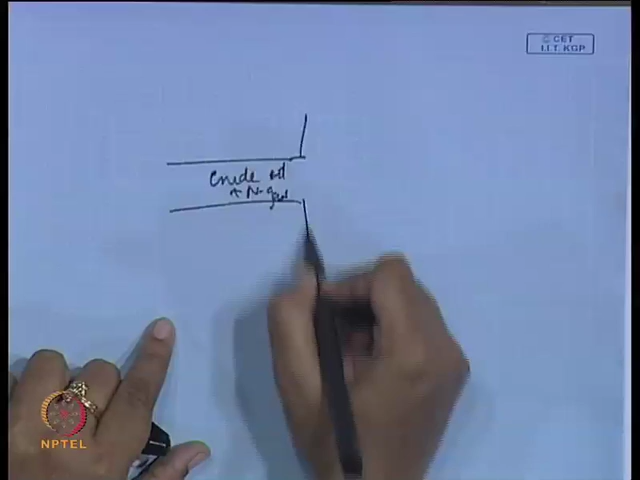 © CET
I.I.T. KGP
Crude oil
+ N. gas
NPTEL